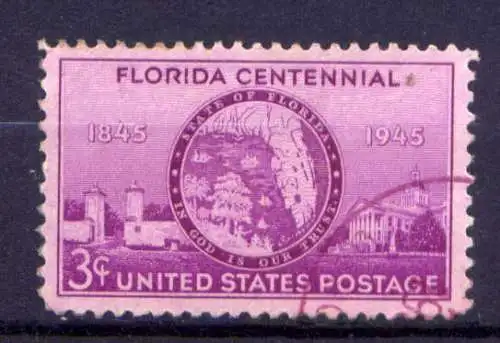 FLORIDA CENTENNIAL
1845
1945
STATE OF FLORIDA
IN GOD IS OUR TRUST
3¢ UNITED STATES POSTAGE